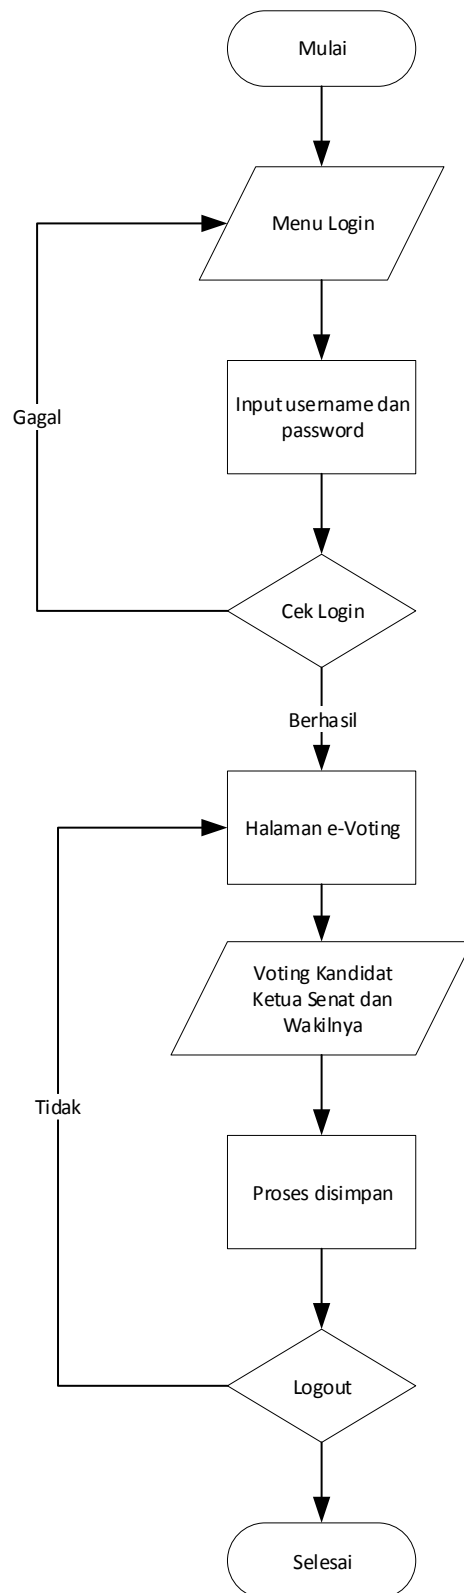 Mulai
Menu Login
Input username dan
password
Gagal
Cek Login
Berhasil
Halaman e-Voting
Voting Kandidat
Ketua Senat dan
Wakilnya
Tidak
Proses disimpan
Logout
Selesai